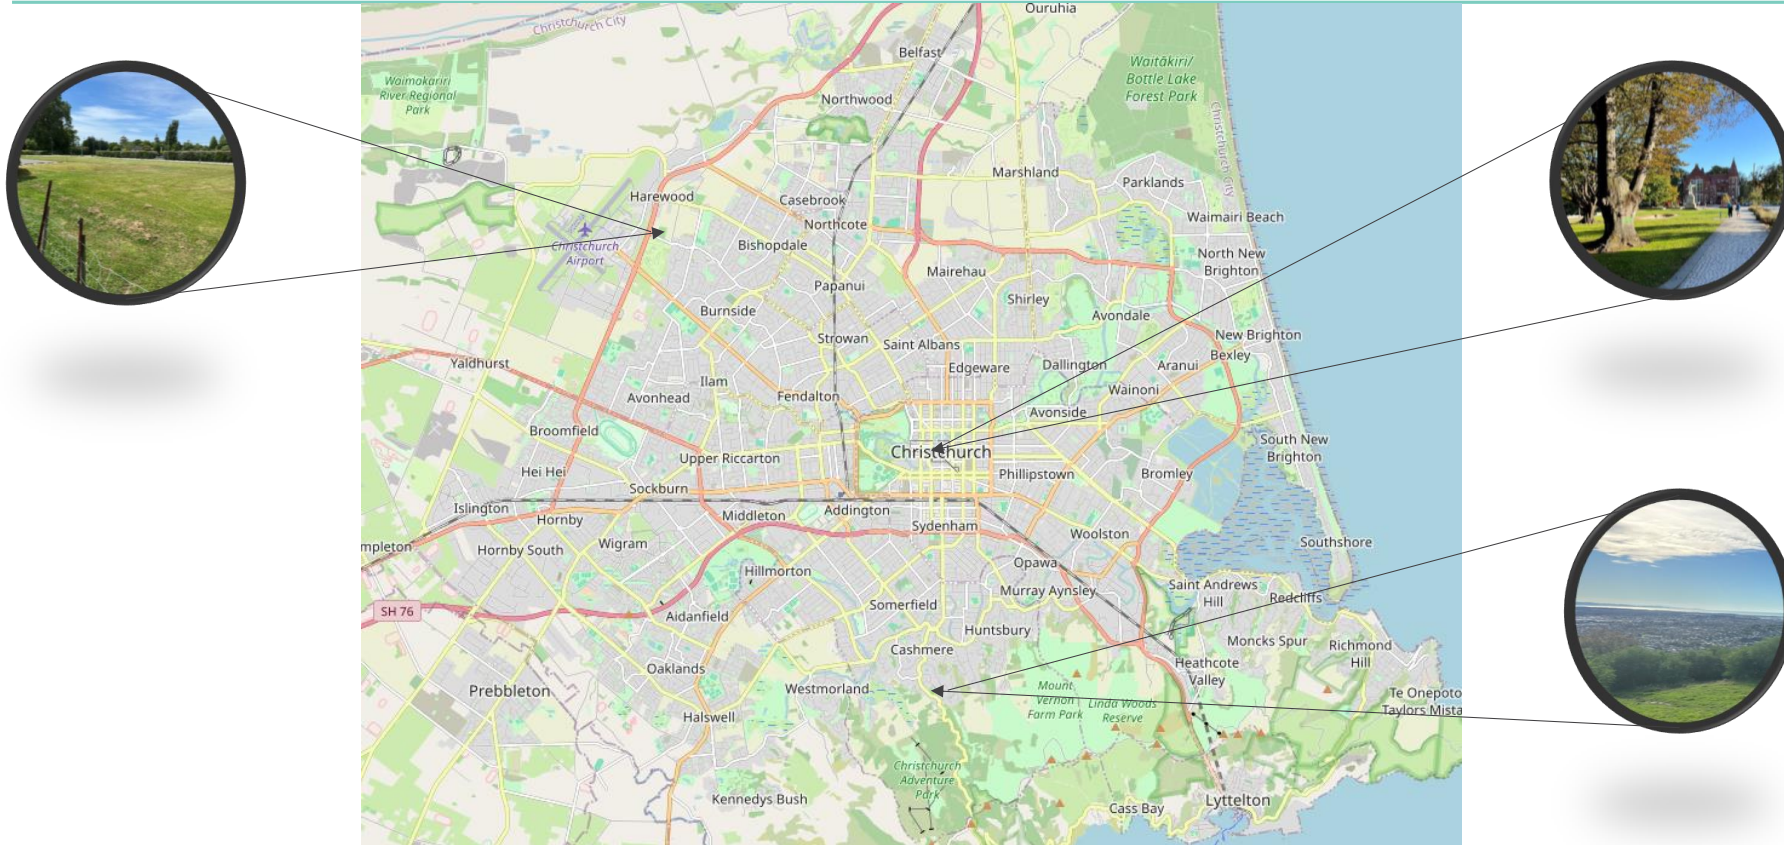 Ouruhia
Christchurch City
Belfast
Waimakariri
River Regional
Park
Waitākiri/
Bottle Lake
Forest Park
Northwood
Christchurch City
Marshland
Parklands
Harewood
Casebrook
Northcote
Waimairi Beach
Christchurch
Airport
Bishopdale
North New
Brighton
Mairehau
Papanui
Shirley
Burnside
Avondale
Strowan
Saint Albans
New Brighton
Bexley
Yaldhurst
Edgeware
Dallington
Aranui
Ilam
Avonhead
Fendalton
Wainoni
Avonside
Broomfield
Christchurch
South New
Brighton
Upper Riccarton
Hei Hei
Phillipstown
Bromley
Sockburn
Islington
Hornby
Middleton
Addington
Sydenham
Woolston
mpleton
Hornby South
Wigram
Southshore
Hillmorton
Opawa
Saint Andrews
Hill
Murray Aynsley
Redcliffs
SH 76
Aidanfield
Somerfield
Huntsbury
Moncks Spur
Richmond
Hill
Cashmere
Oaklands
Heathcote
Valley
Prebbleton
Westmorland
Mount
Vernon
Farm Park
Linda Woods
Reserve
Te Onepoto
Taylors Mista
Halswell
Christchurch
Adventure
Park
Kennedys Bush
Cass Bay
Lyttelton